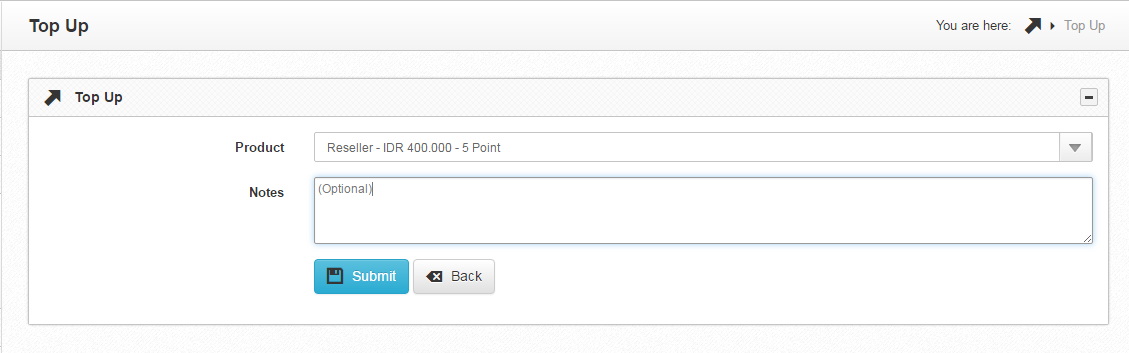 Top Up
You are here: Top Up
Top Up
Product
Reseller - IDR 400.000 - 5 Point
Notes
(Optional)
Submit
Back